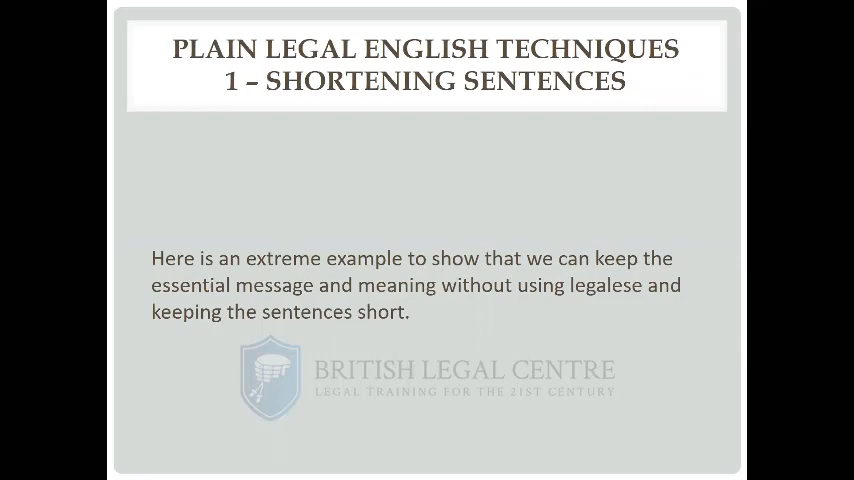 PLAIN LEGAL ENGLISH TECHNIQUES
1 – SHORTENING SENTENCES
Here is an extreme example to show that we can keep the
essential message and meaning without using legalese and
keeping the sentences short.
BRITISH LEGAL CENTRE
LEGAL TRAINING FOR THE 21ST CENTURY